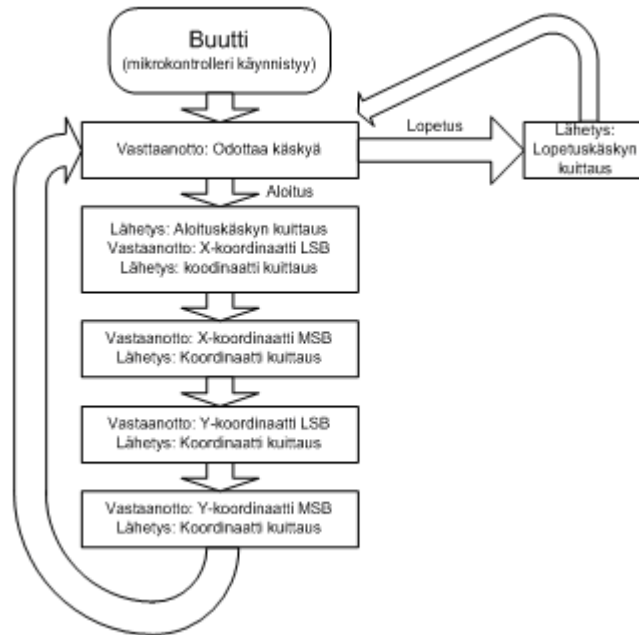 Buutti
(mikrokontrolleri käynnistyy)
Vasttaanotto: Odottaa käskyä
Lopetus
Lähetys:
Lopetuskäskyn
kuittaus
Aloitus
Lähetys: Aloituskäskyn kuittaus
Vastaanotto: X-koordinaatti LSB
Lähetys: koodinaatti kuittaus
Vastaanotto: X-koordinaatti MSB
Lähetys: Koordinaatti kuittaus
Vastaanotto: Y-koordinaatti LSB
Lähetys: Koordinaatti kuittaus
Vastaanotto: Y-koordinaatti MSB
Lähetys: Koordinaatti kuittaus